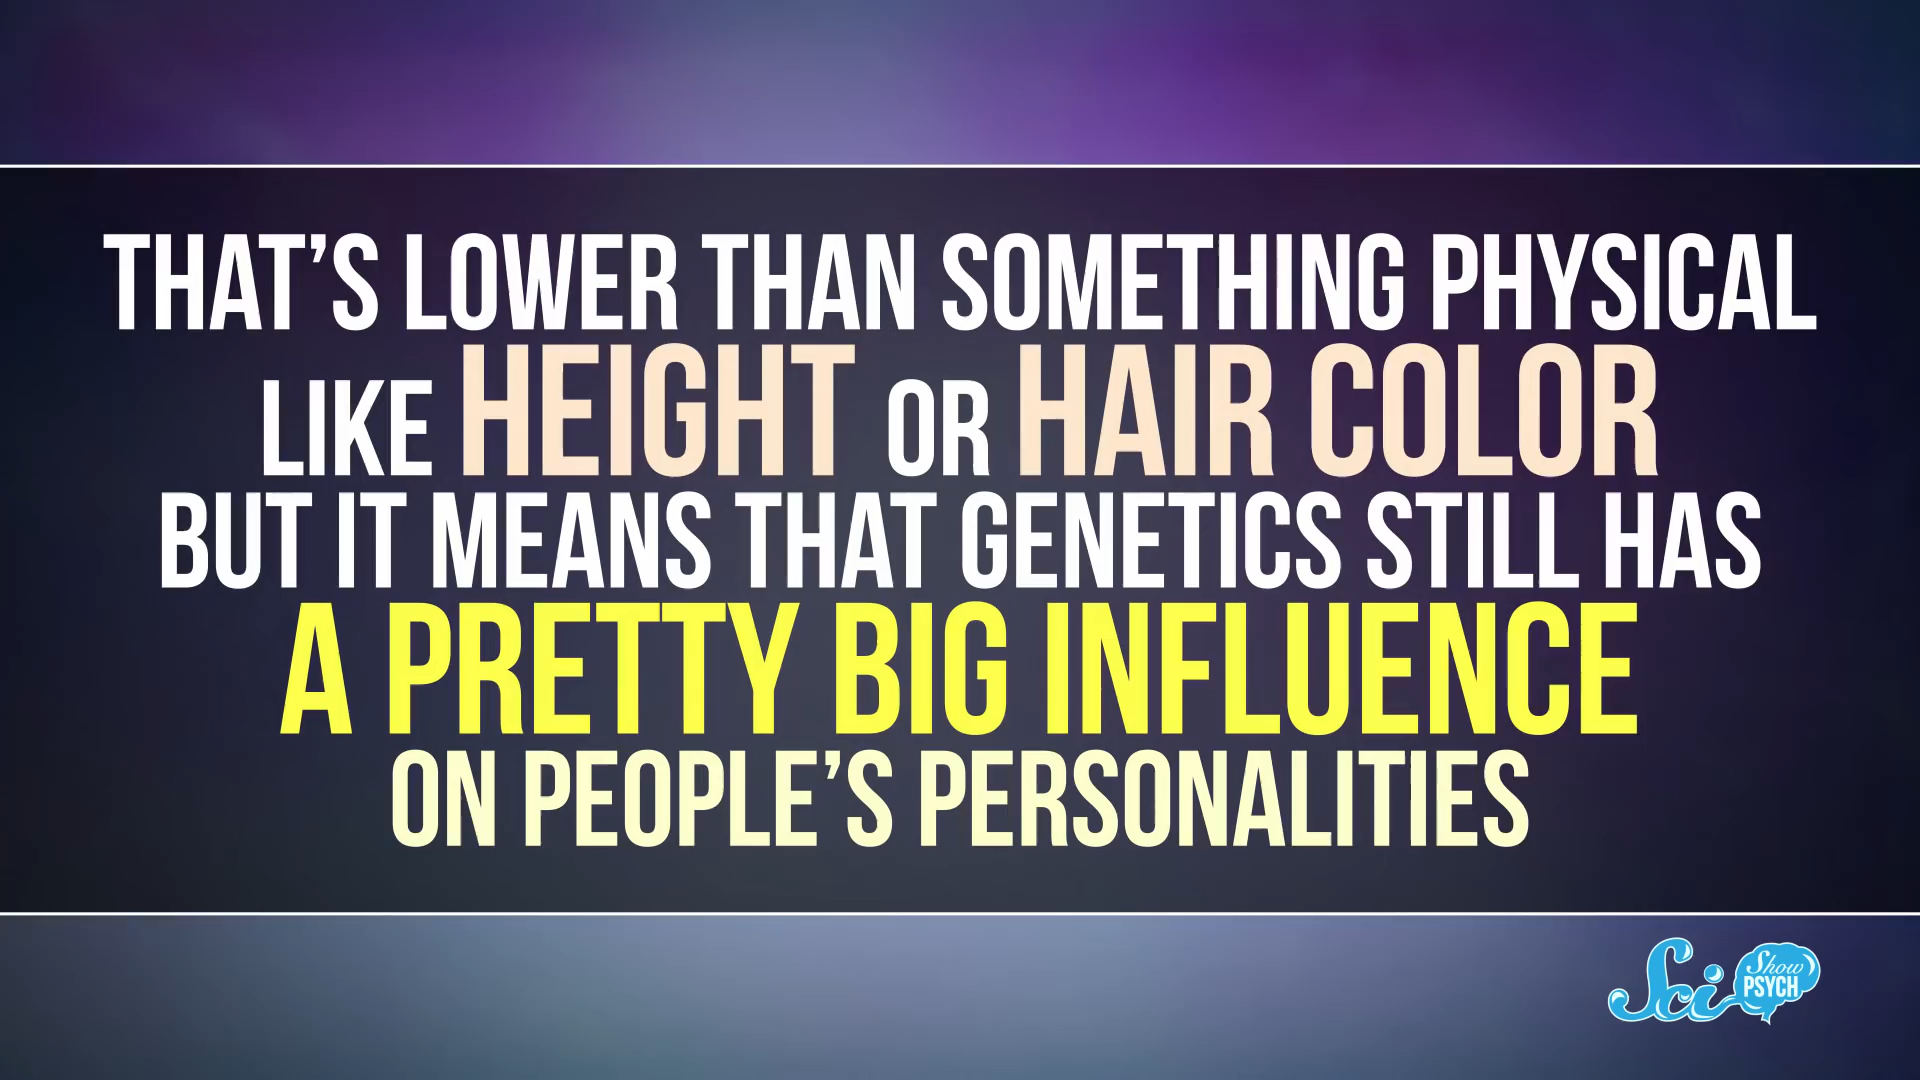 THAT’S LOWER THAN SOMETHING PHYSICAL
LIKE HEIGHT OR HAIR COLOR
BUT IT MEANS THAT GENETICS STILL HAS
A PRETTY BIG INFLUENCE
ON PEOPLE’S PERSONALITIES
Sci Show
PSYCH